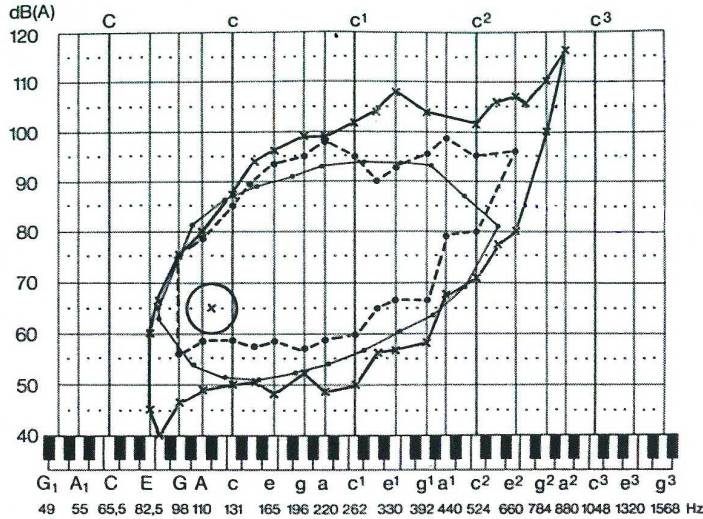 dB(A)
C c c¹ c² c³
120
110
100
90
80
70
60
50
40
G₁ A₁ C E G A c e g a c¹ e¹ g¹ a¹ c² e² g² a² c³ e³ g³
49 55 65,5 82,5 98 110 131 165 196 220 262 330 392 440 524 660 784 880 1048 1320 1568 Hz